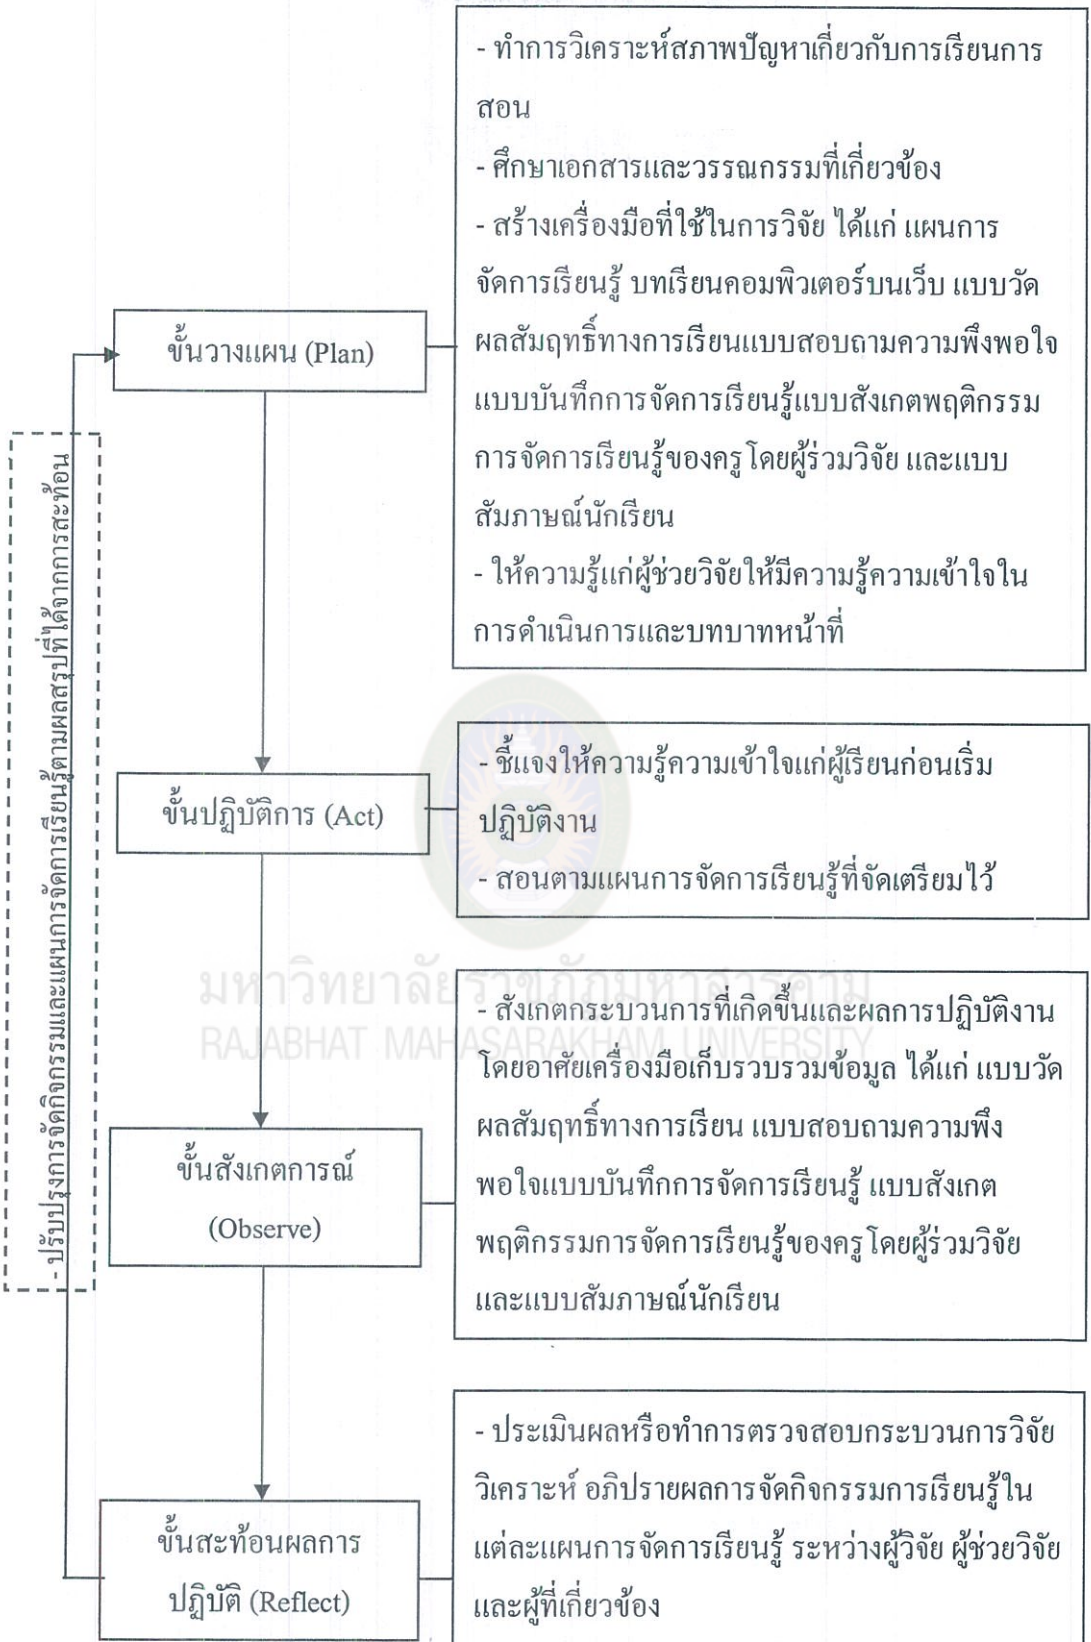 - ทำการวิเคราะห์สภาพปัญหาเกี่ยวกับการเรียนการ
สอน
- ศึกษาเอกสารและวรรณกรรมที่เกี่ยวข้อง
- สร้างเครื่องมือที่ใช้ในการวิจัย ได้แก่ แผนการ
จัดการเรียนรู้ บทเรียนคอมพิวเตอร์บนเว็บ แบบวัด
ผลสัมฤทธิ์ทางการเรียนแบบสอบถามความพึงพอใจ
แบบบันทึกการจัดการเรียนรู้แบบสังเกตพฤติกรรม
การจัดการเรียนรู้ของครูโดยผู้ร่วมวิจัย และแบบ
สัมภาษณ์นักเรียน
- ให้ความรู้แก่ผู้ช่วยวิจัยให้มีความรู้ความเข้าใจใน
การดำเนินการและบทบาทหน้าที่
ขั้นวางแผน (Plan)
- ปรับปรุงการจัดกิจกรรมและแผนการจัดการเรียนรู้ตามผลสรุปที่ได้จากการสะท้อน
ขั้นปฏิบัติการ (Act)
- ชี้แจงให้ความรู้ความเข้าใจแก่ผู้เรียนก่อนเริ่ม
ปฏิบัติงาน
- สอนตามแผนการจัดการเรียนรู้ที่จัดเตรียมไว้
มหาวิทยาลัยราชภัฏมหาสารคาม
RAJABHAT MAHASARAKHAM UNIVERSITY
ขั้นสังเกตการณ์
(Observe)
- สังเกตกระบวนการที่เกิดขึ้นและผลการปฏิบัติงาน
โดยอาศัยเครื่องมือเก็บรวบรวมข้อมูล ได้แก่ แบบวัด
ผลสัมฤทธิ์ทางการเรียน แบบสอบถามความพึง
พอใจแบบบันทึกการจัดการเรียนรู้ แบบสังเกต
พฤติกรรมการจัดการเรียนรู้ของครูโดยผู้ร่วมวิจัย
และแบบสัมภาษณ์นักเรียน
ขั้นสะท้อนผลการ
ปฏิบัติ (Reflect)
- ประเมินผลหรือทำการตรวจสอบกระบวนการวิจัย
วิเคราะห์ อภิปรายผลการจัดกิจกรรมการเรียนรู้ใน
แต่ละแผนการจัดการเรียนรู้ ระหว่างผู้วิจัย ผู้ช่วยวิจัย
และผู้ที่เกี่ยวข้อง